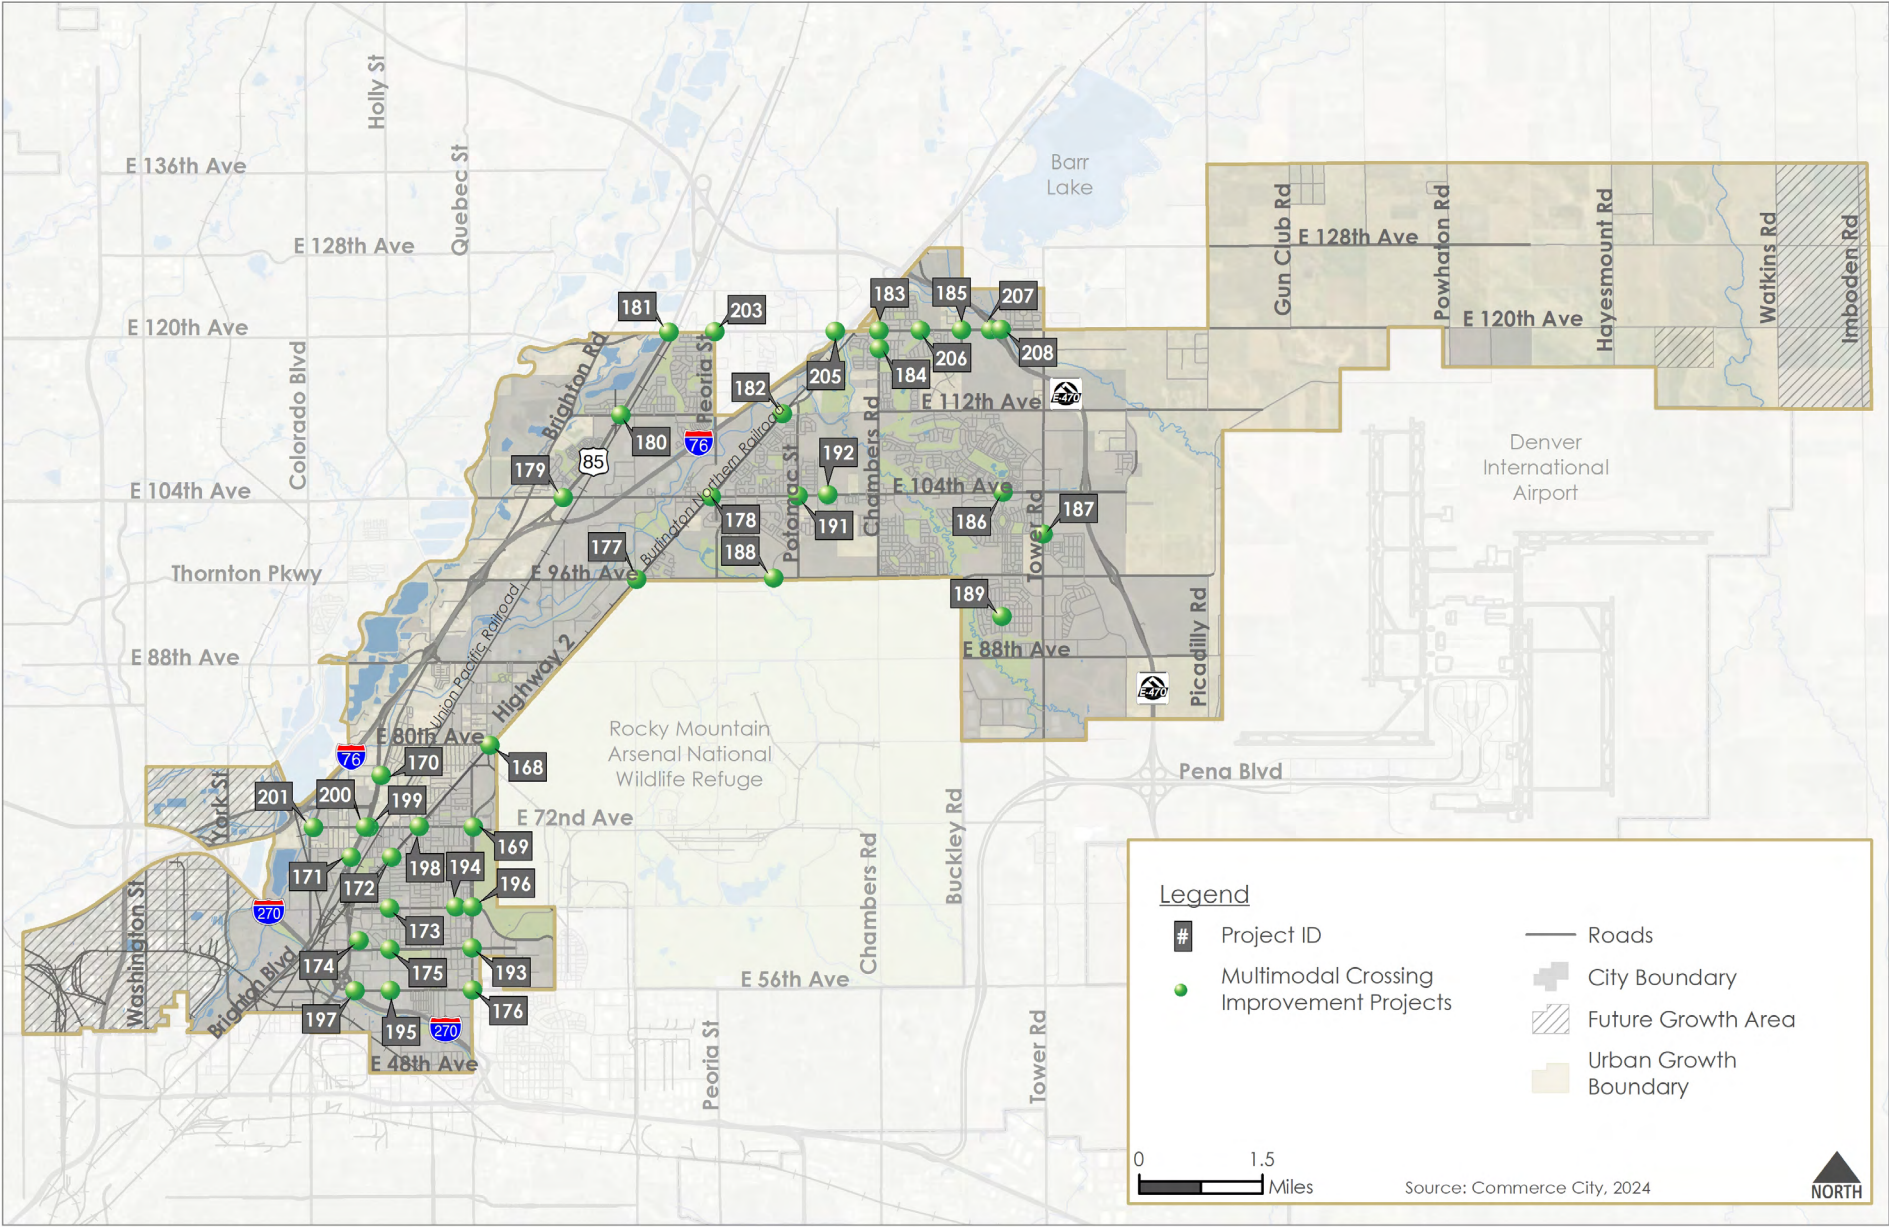 Holly St
E 136th Ave
Quebec St
Barr
Lake
E 128th Ave
Gun Club Rd
E 128th Ave
Powhaton Rd
Hayesmount Rd
Watkins Rd
Imboden Rd
183
185
207
181
203
E 120th Ave
E 120th Ave
Colorado Blvd
Brighton Rd
Peoria St
205
184
206
208
182
E-470
E 112th Ave
Chambers Rd
180
76
85
179
192
Burlington Northern Railroad
Potomac St
E 104th Ave
E 104th Ave
Denver
International
Airport
178
191
186
187
Tower Rd
177
188
Thornton Pkwy
E 96th Ave
189
Union Pacific Railroad
Highway 2
E 88th Ave
E 88th Ave
Picadilly Rd
E-470
Rocky Mountain
Arsenal National
Wildlife Refuge
E 80th Ave
76
170
168
Pena Blvd
York St
201
200
199
E 72nd Ave
Buckley Rd
169
171
172
198
194
196
Chambers Rd
Washington St
270
173
174
175
193
E 56th Ave
Brighton Blvd
197
195
270
176
E 48th Ave
Peoria St
Tower Rd
Legend
# Project ID
Multimodal Crossing
Improvement Projects
Roads
City Boundary
Future Growth Area
Urban Growth
Boundary
0 1.5
Miles
Source: Commerce City, 2024
NORTH